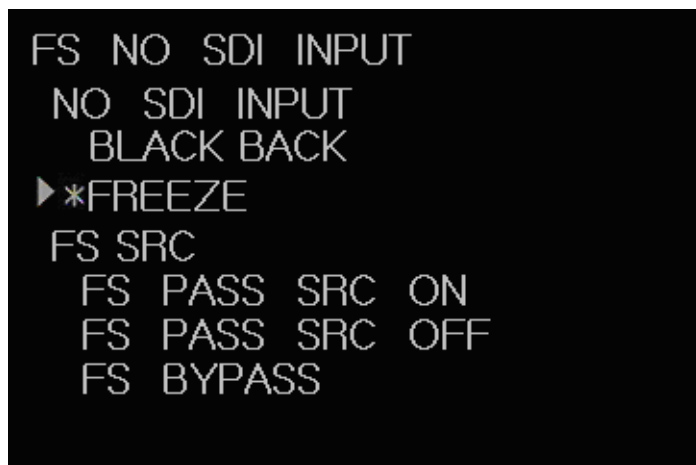 FS NO SDI INPUT
NO SDI INPUT
BLACK BACK
*FREEZE
FS SRC
FS PASS SRC ON
FS PASS SRC OFF
FS BYPASS